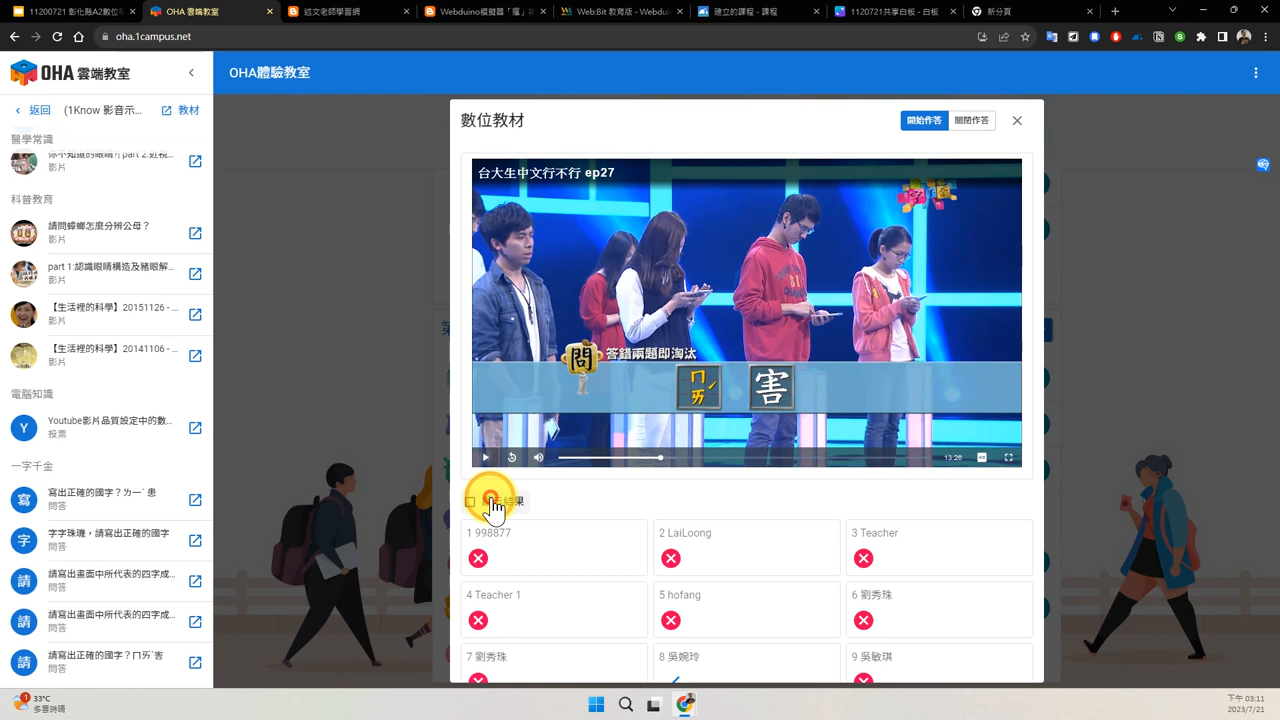 1120721 彰化縣A2數位學
OHA 雲端教室
這文老師學習網
Webduino模擬器「瘋」
Web:Bit 教育版 - Webdui
建立的課程 - 課程
1120721共享白板 - 白板
新分頁
oha.1campus.net
OHA 雲端教室
OHA體驗教室
返回
(1Know 影音示...
教材
醫學常識
影片
科普教育
請問蟑螂怎麼分辨公母？
影片
part 1:認識眼睛構造及豬眼解...
影片
【生活裡的科學】20151126 - ...
影片
【生活裡的科學】20141106 - ...
影片
電腦知識
Y
Youtube影片品質設定中的數...
投票
一字千金
寫
寫出正確的國字？ㄌㄧˊ 患
問答
字
字字珠璣，請寫出正確的國字
問答
請
請寫出畫面中所代表的四字成...
問答
請
請寫出畫面中所代表的四字成...
問答
請
請寫出正確的國字？ㄇㄞˊ害
問答
數位教材
開始作答
關閉作答
台大生中文行不行 ep27
問
答錯兩題即淘汰
ㄇㄞˊ
害
13:26
結果
1 998877
2 LaiLoong
3 Teacher
4 Teacher 1
5 hofang
6 劉秀珠
7 劉秀珠
8 吳婉玲
9 吳敏琪
1
33°C
多雲時晴
下午 03:11
2023/7/21